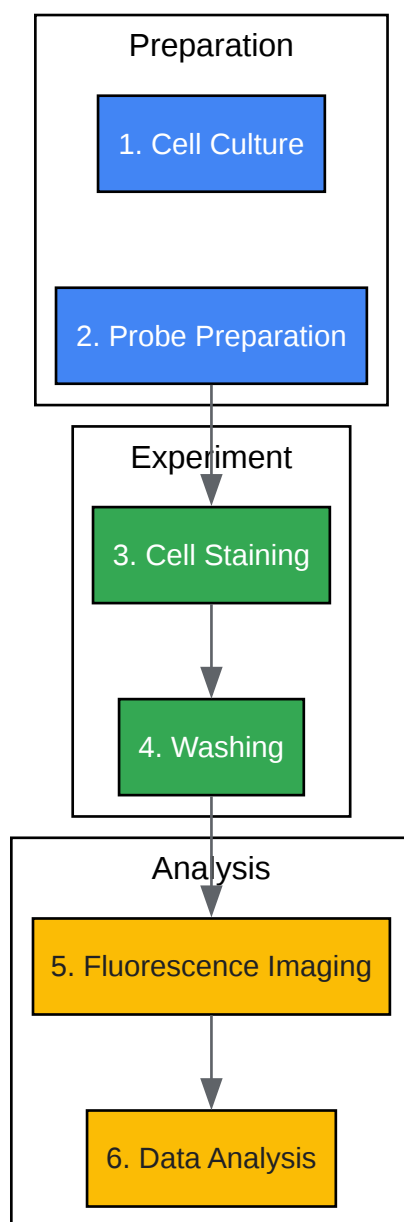 Preparation
1. Cell Culture
2. Probe Preparation
Experiment
3. Cell Staining
4. Washing
Analysis
5. Fluorescence Imaging
6. Data Analysis